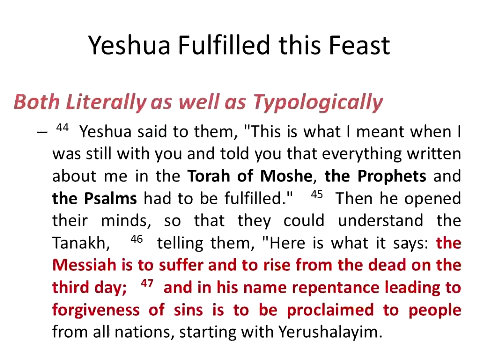 Yeshua Fulfilled this Feast
Both Literally as well as Typologically
– 44 Yeshua said to them, "This is what I meant when I
was still with you and told you that everything written
about me in the Torah of Moshe, the Prophets and
the Psalms had to be fulfilled." 45 Then he opened
their minds, so that they could understand the
Tanakh, 46 telling them, "Here is what it says: the
Messiah is to suffer and to rise from the dead on the
third day; 47 and in his name repentance leading to
forgiveness of sins is to be proclaimed to people
from all nations, starting with Yerushalayim.